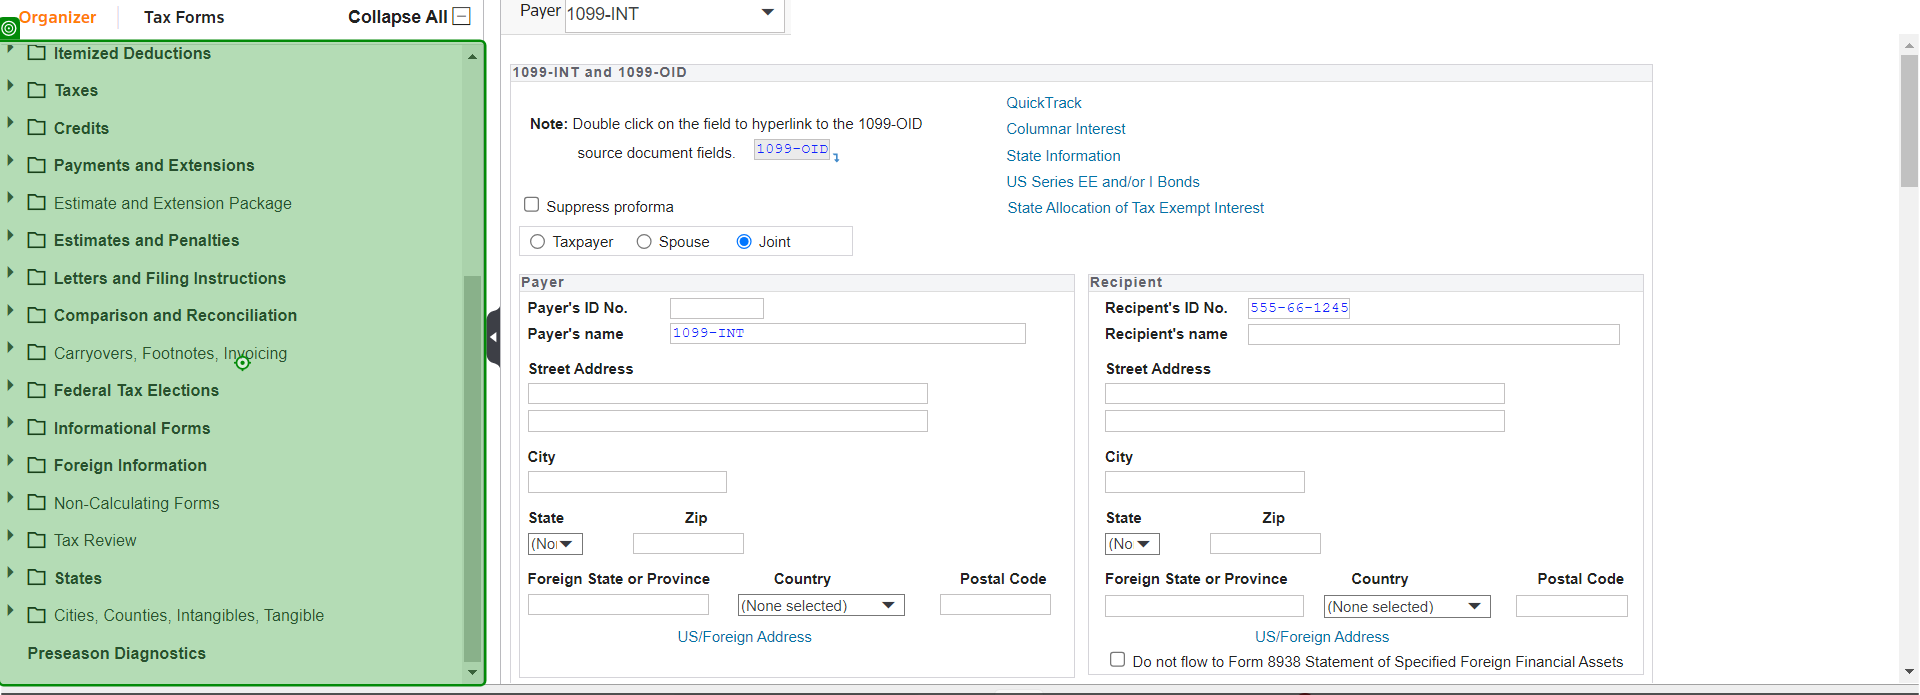 Organizer
Tax Forms
Collapse All
Itemized Deductions
Taxes
Credits
Payments and Extensions
Estimate and Extension Package
Estimates and Penalties
Letters and Filing Instructions
Comparison and Reconciliation
Carryovers, Footnotes, Invoicing
Federal Tax Elections
Informational Forms
Foreign Information
Non-Calculating Forms
Tax Review
States
Cities, Counties, Intangibles, Tangible
Preseason Diagnostics
Payer 1099-INT
1099-INT and 1099-OID
Note: Double click on the field to hyperlink to the 1099-OID
source document fields. 1099-OID
QuickTrack
Columnar Interest
State Information
US Series EE and/or I Bonds
State Allocation of Tax Exempt Interest
Suppress proforma
Taxpayer Spouse Joint
Payer
Payer's ID No.
Payer's name 1099-INT
Street Address
City
State Zip
(No
Foreign State or Province Country Postal Code
(None selected)
US/Foreign Address
Recipient
Recipent's ID No. 555-66-1245
Recipient's name
Street Address
City
State Zip
(No
Foreign State or Province Country Postal Code
(None selected)
US/Foreign Address
Do not flow to Form 8938 Statement of Specified Foreign Financial Assets